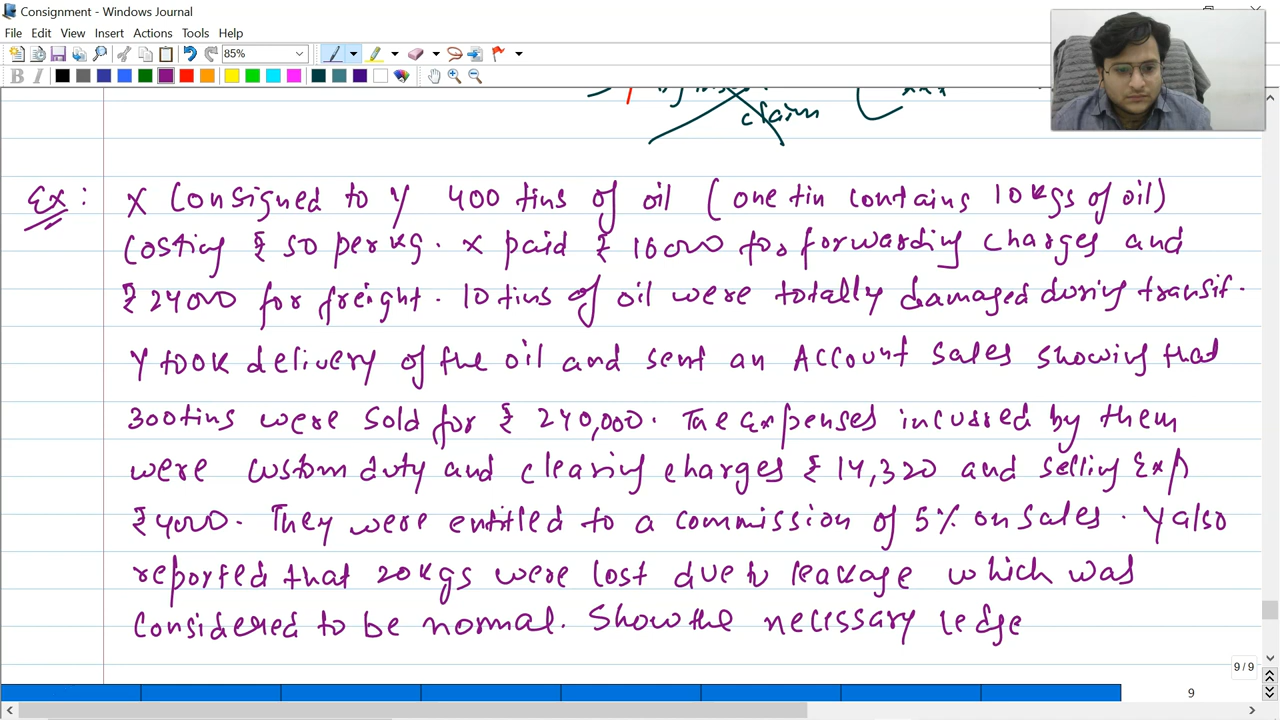 Consignment - Windows Journal
File Edit View Insert Actions Tools Help
85%
B I
claim
Ex: X Consigned to Y 400 tins of oil (one tin contains 10 kgs of oil)
Costing ₹ 50 per kg. X paid ₹ 16000 for forwarding charges and
₹ 24000 for freight. 10 tins of oil were totally damaged during transit.
Y took delivery of the oil and sent an Account Sales showing that
300 tins were sold for ₹ 240,000. The Expenses incurred by them
were custom duty and clearing charges ₹ 14,320 and selling Exp
₹ 4000. They were entitled to a commission of 5% on sales. Y also
reported that 20 kgs were lost due to leakage which was
considered to be normal. Show the necessary ledge
9 / 9
9